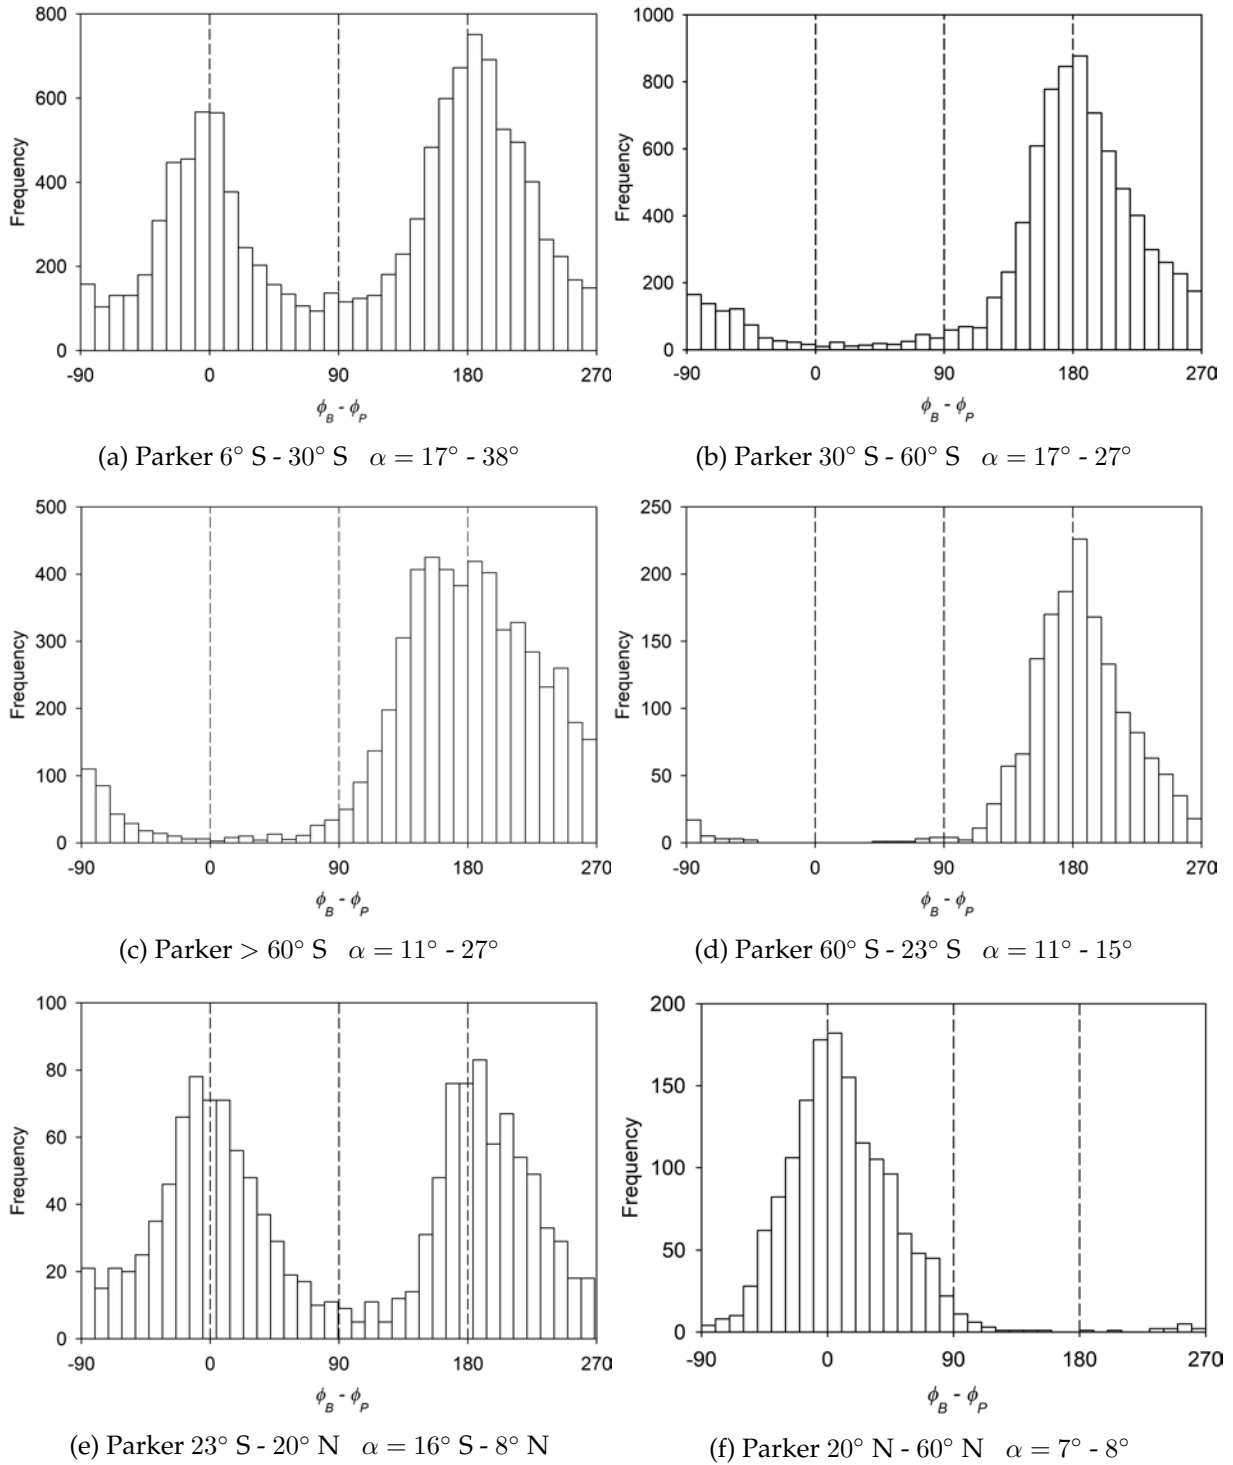 800
600
400
200
0
Frequency
-90 0 90 180 270
ϕB - ϕP
(a) Parker 6° S - 30° S α = 17° - 38°
1000
800
600
400
200
0
Frequency
-90 0 90 180 270
ϕB - ϕP
(b) Parker 30° S - 60° S α = 17° - 27°
500
400
300
200
100
0
Frequency
-90 0 90 180 270
ϕB - ϕP
(c) Parker > 60° S α = 11° - 27°
250
200
150
100
50
0
Frequency
-90 0 90 180 270
ϕB - ϕP
(d) Parker 60° S - 23° S α = 11° - 15°
100
80
60
40
20
0
Frequency
-90 0 90 180 270
ϕB - ϕP
(e) Parker 23° S - 20° N α = 16° S - 8° N
200
150
100
50
0
Frequency
-90 0 90 180 270
ϕB - ϕP
(f) Parker 20° N - 60° N α = 7° - 8°